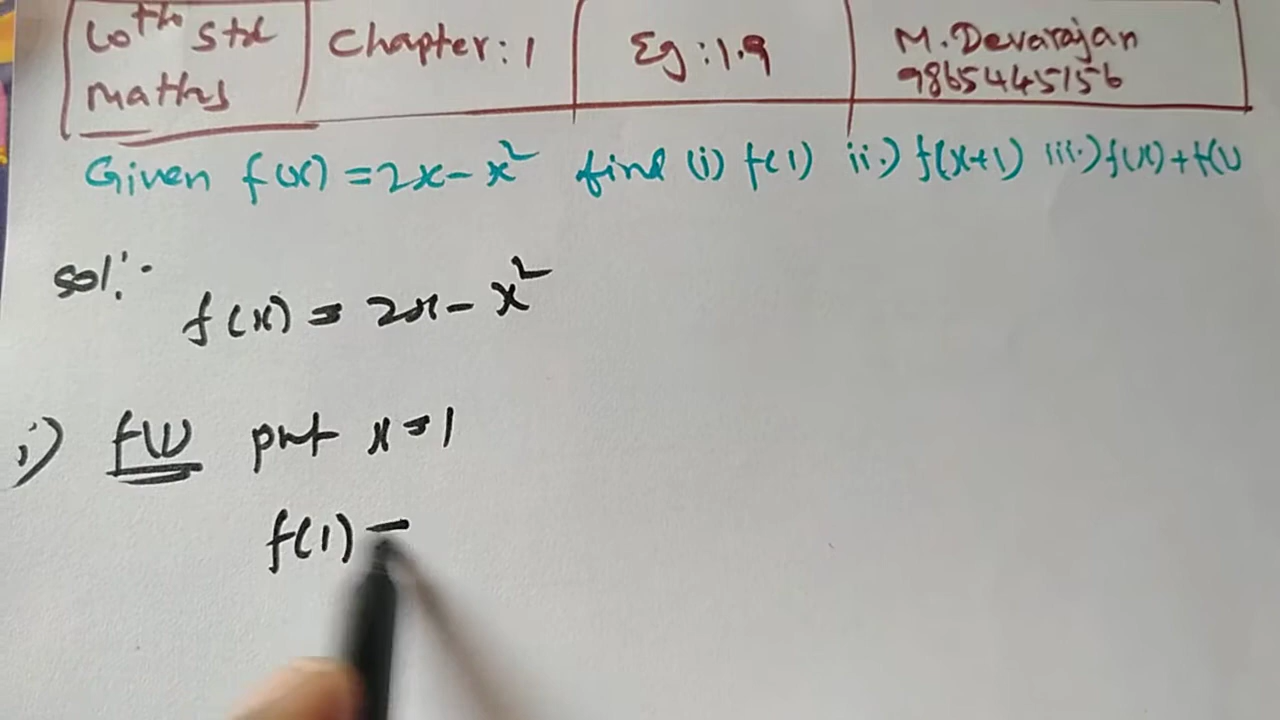 10th std maths Chapter: 1 Eg: 1.9 M. Devarajan 9865445156
Given f(x) = 2x - x² find (i) f(1) ii.) f(x+1) iii.) f(x) + f(1)
sol:
f(x) = 2x - x²
i) f(1) put x = 1
f(1) =